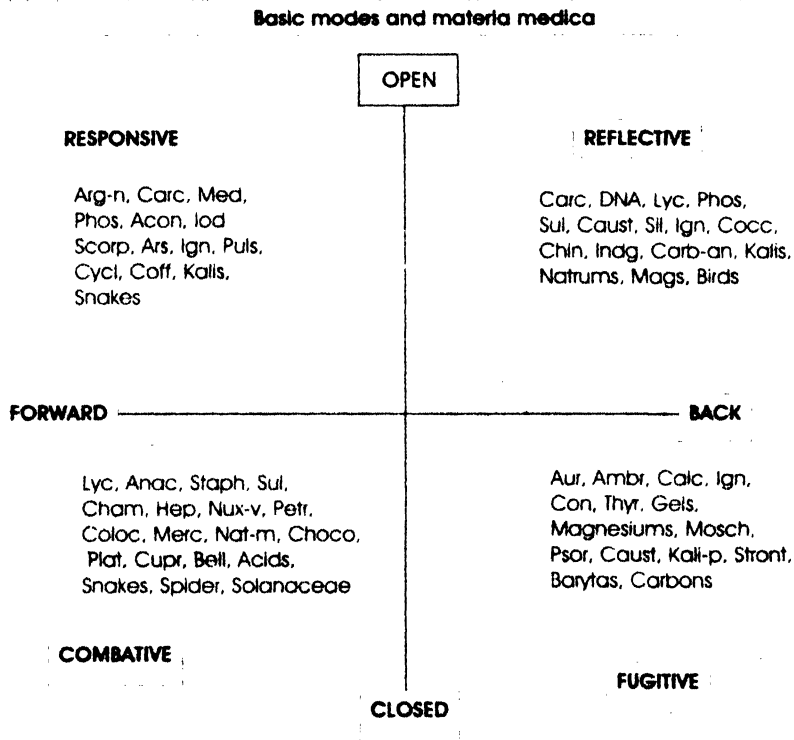 Basic modes and materia medica
OPEN
RESPONSIVE
Arg-n, Carc, Med,
Phos, Acon, Iod
Scorp, Ars, Ign, Puls,
Cycl, Coff, Kalis,
Snakes
REFLECTIVE
Carc, DNA, Lyc, Phos,
Sul, Caust, Sil, Ign, Cocc,
Chin, Indg, Carb-an, Kalis,
Natrums, Mags, Birds
FORWARD
BACK
Lyc, Anac, Staph, Sul,
Cham, Hep, Nux-v, Petr,
Coloc, Merc, Nat-m, Choco,
Plat, Cupr, Bell, Acids,
Snakes, Spider, Solanaceae
COMBATIVE
Aur, Ambr, Calc, Ign,
Con, Thyr, Gels,
Magnesiums, Mosch,
Psor, Caust, Kali-p, Stront,
Barytas, Carbons
FUGITIVE
CLOSED